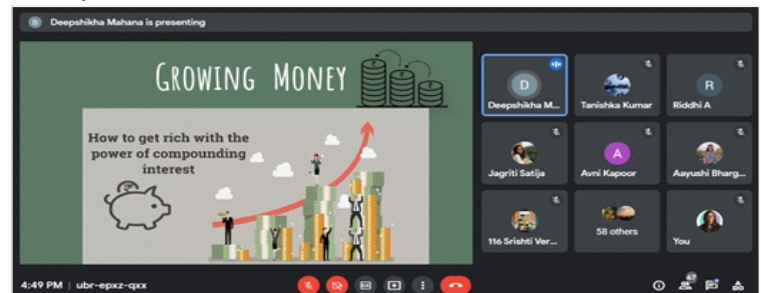 D Deepshikha Mahana is presenting
GROWING MONEY
How to get rich with the
power of compounding
interest
D
Deepshikha M...
Tanishka Kumar
R
Riddhi A
Jagriti Satija
A
Avni Kapoor
Aayushi Bharg...
116 Srishti Ver...
58 others
You
4:49 PM | ubr-epxz-qxx
67